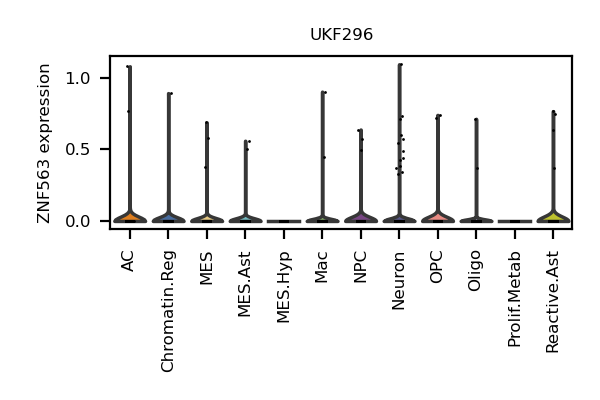 UKF296
ZNF563 expression
1.0
0.5
0.0
AC
Chromatin.Reg
MES
MES.Ast
MES.Hyp
Mac
NPC
Neuron
OPC
Oligo
Prolif.Metab
Reactive.Ast